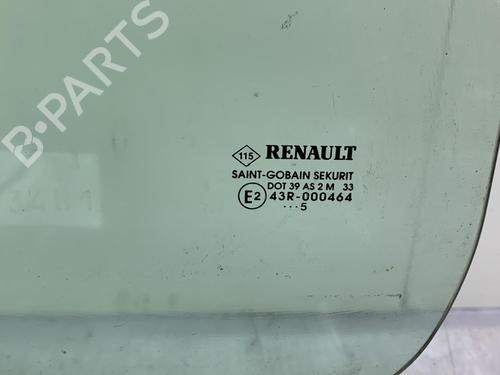 B-PARTS
115 RENAULT
SAINT-GOBAIN SEKURIT
DOT 39 AS 2 M 33
E2 43R-000464
...5